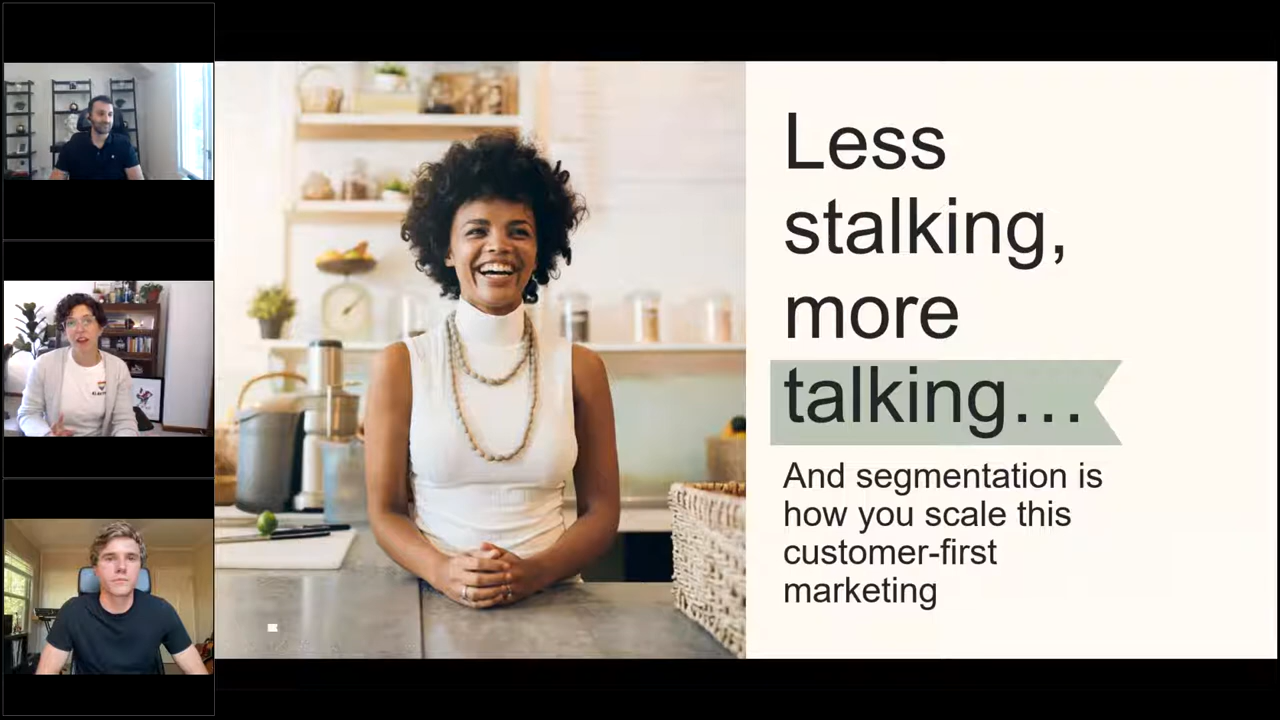 Less
stalking,
more
talking…
And segmentation is
how you scale this
customer-first
marketing